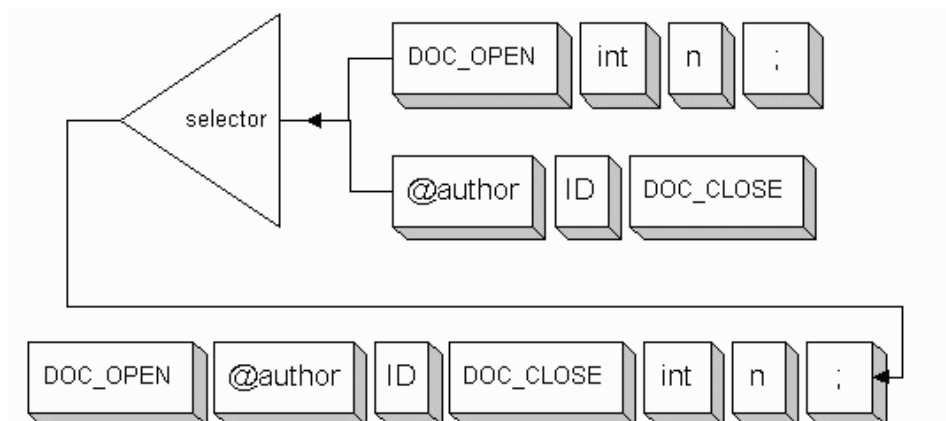 DOC_OPEN int n ;
selector
@author ID DOC_CLOSE
DOC_OPEN @author ID DOC_CLOSE int n ;